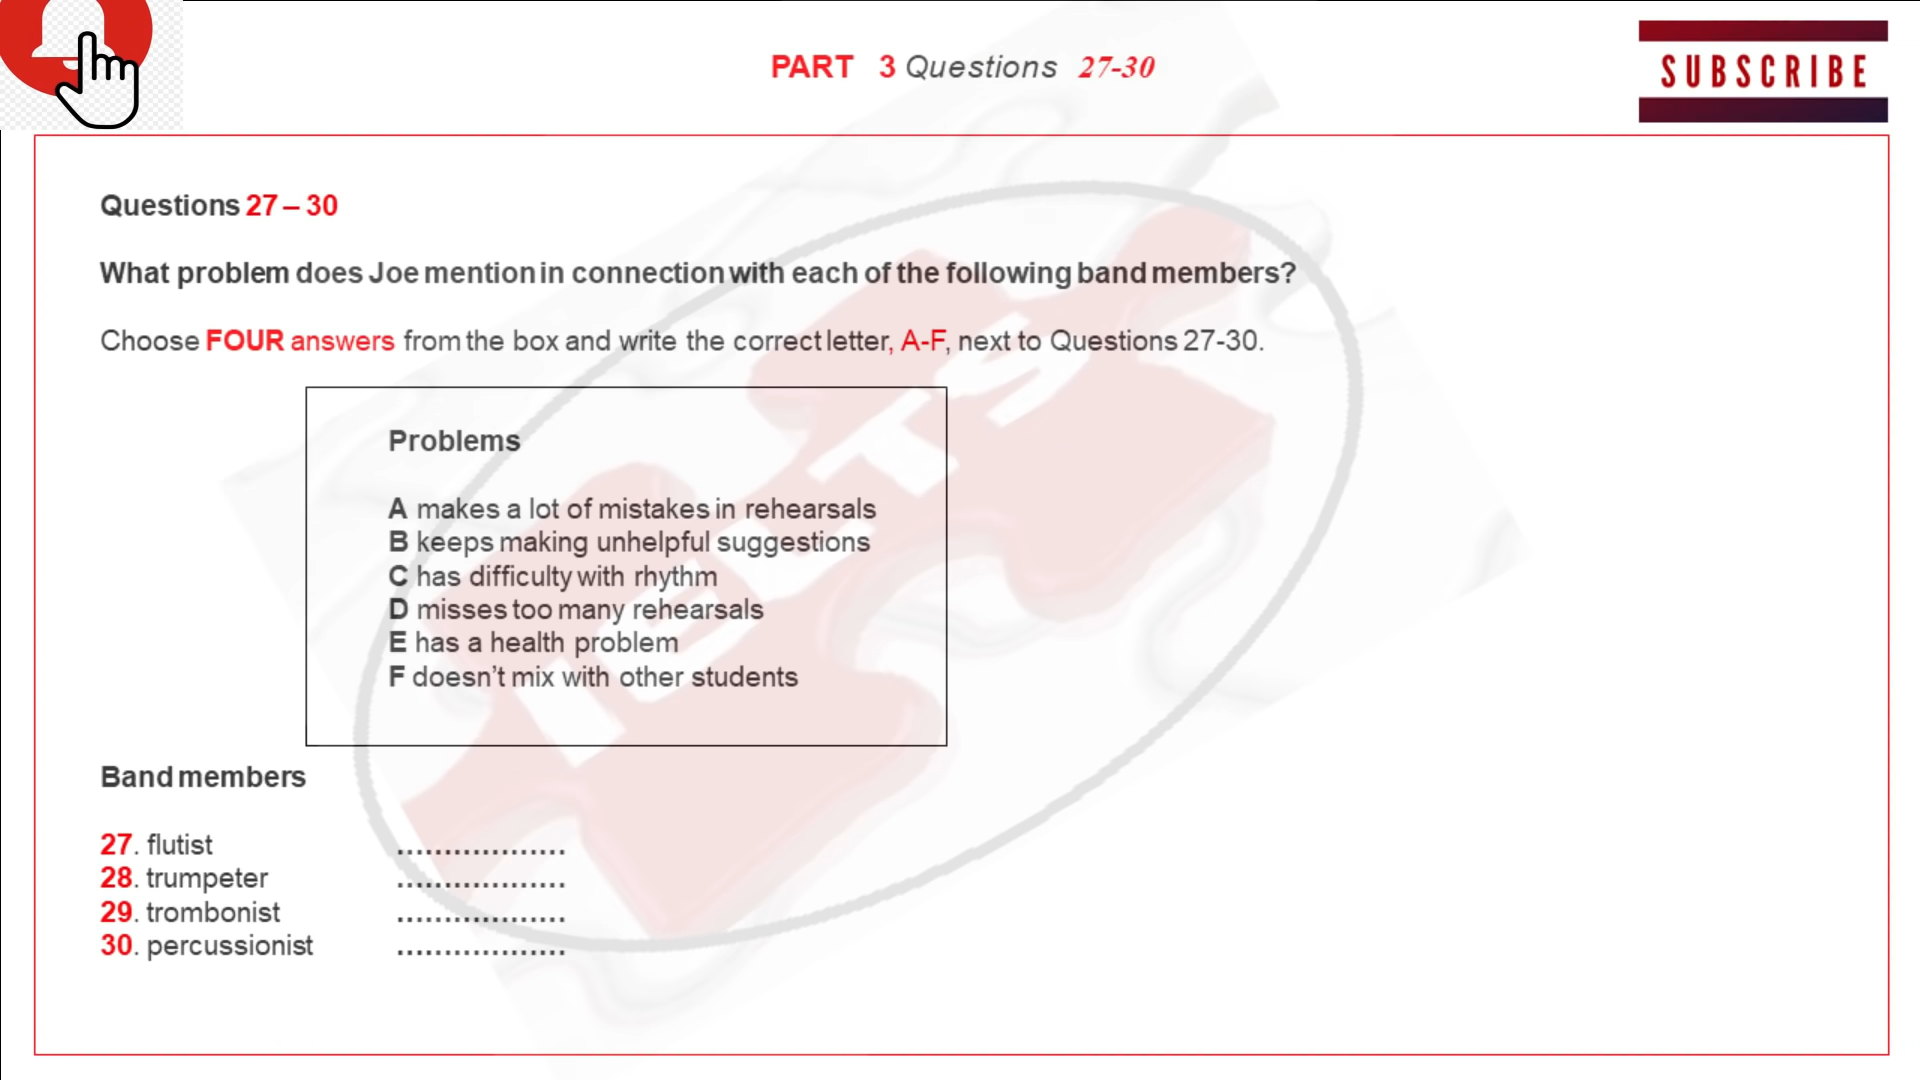 PART 3 Questions 27-30
SUBSCRIBE
Questions 27 – 30
What problem does Joe mention in connection with each of the following band members?
Choose FOUR answers from the box and write the correct letter, A-F, next to Questions 27-30.
Problems
A makes a lot of mistakes in rehearsals
B keeps making unhelpful suggestions
C has difficulty with rhythm
D misses too many rehearsals
E has a health problem
F doesn't mix with other students
Band members
27. flutist ..................
28. trumpeter ..................
29. trombonist ..................
30. percussionist ..................
IELTS